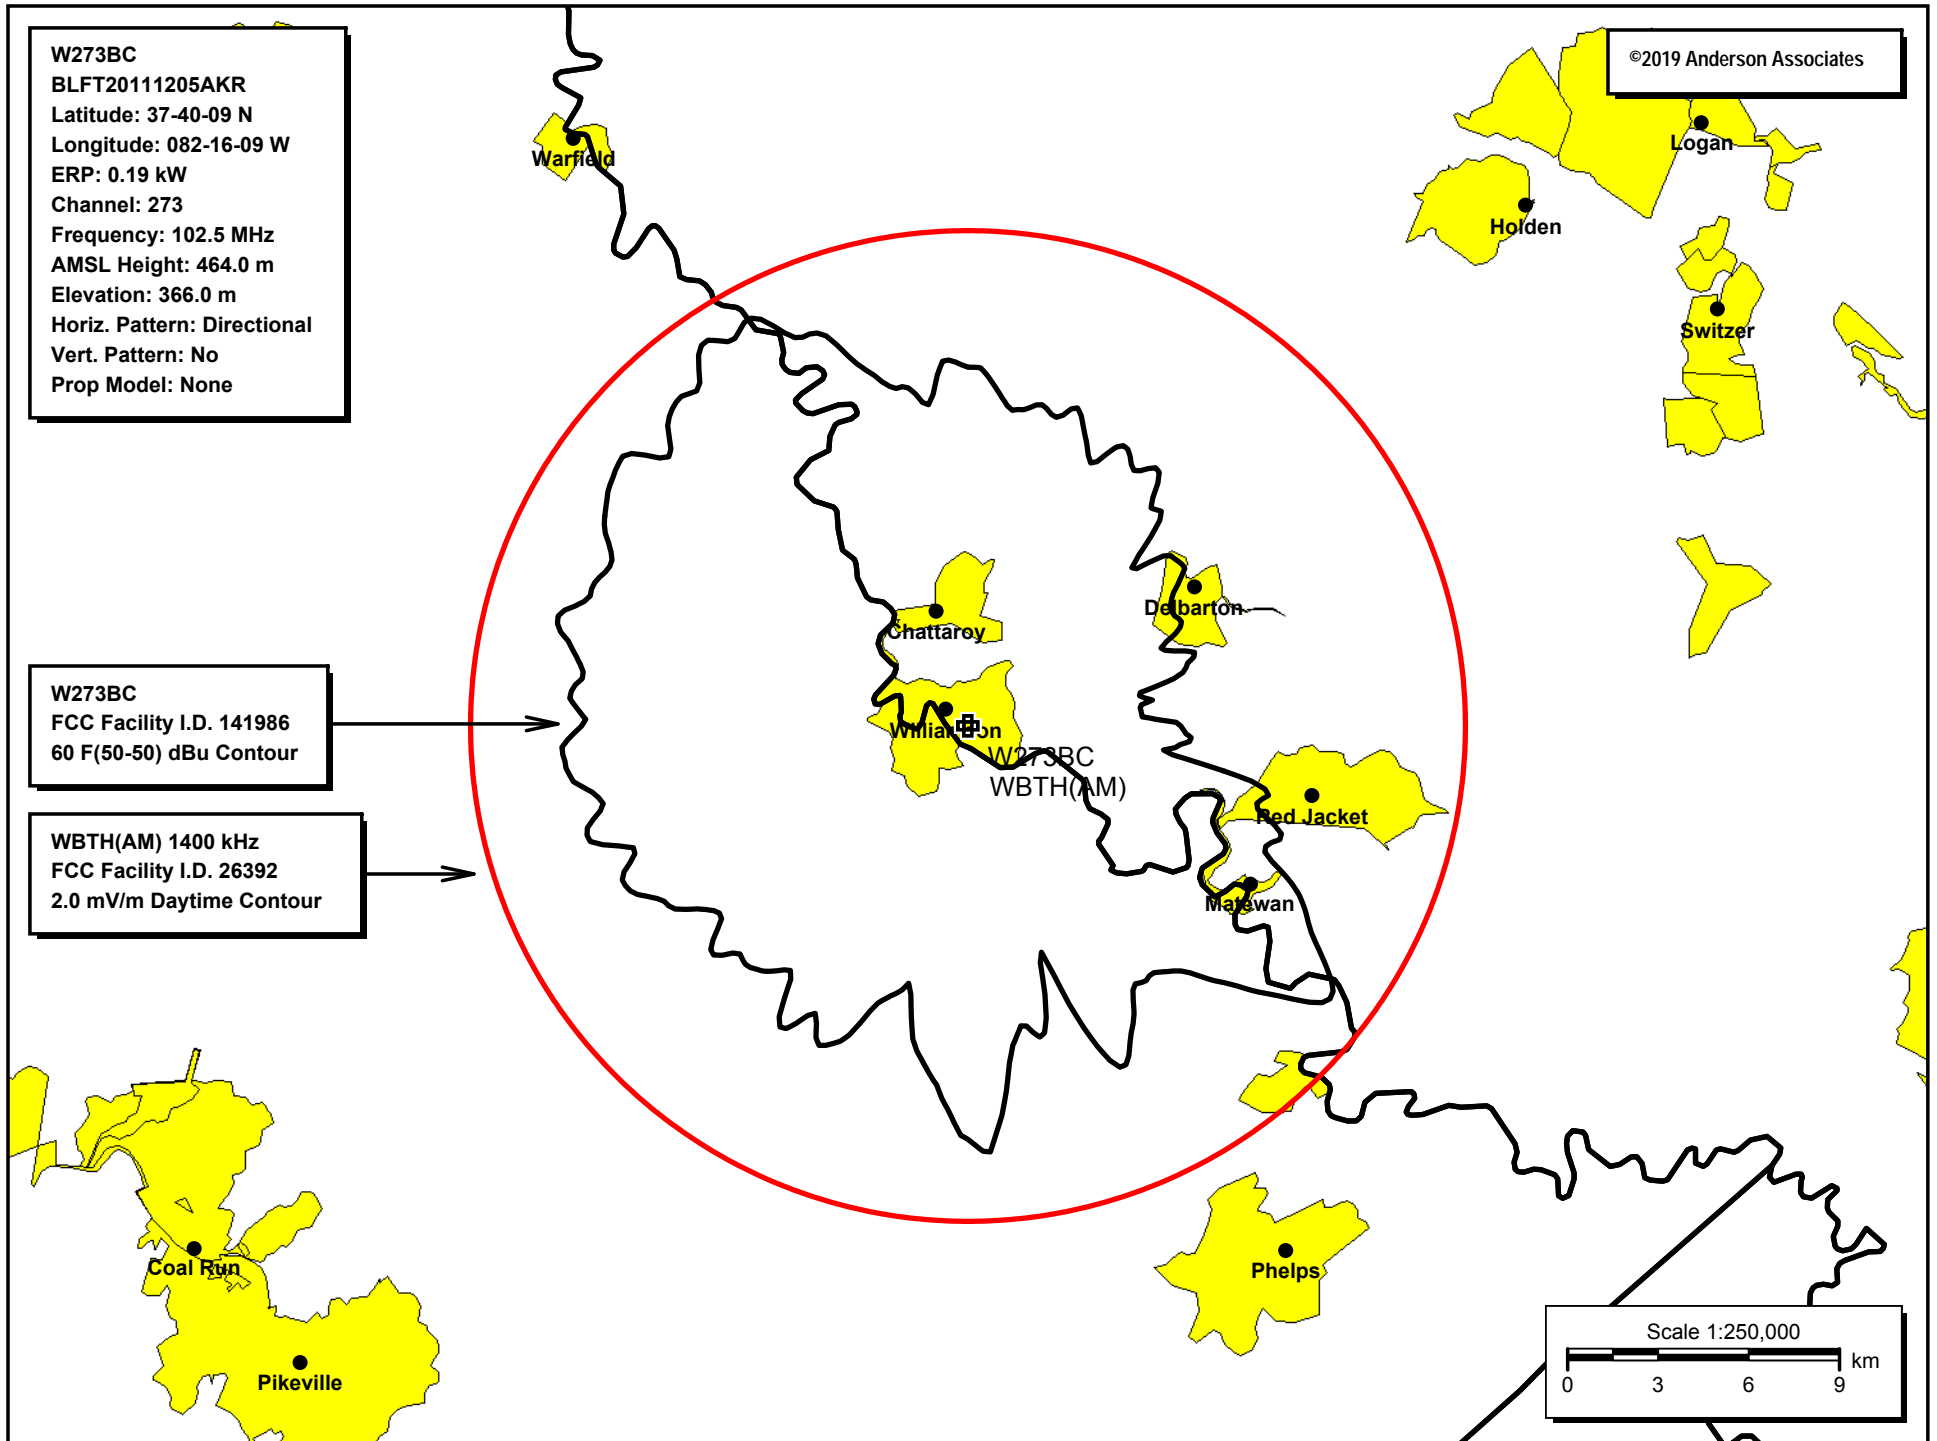 W273BC
BLFT20111205AKR
Latitude: 37-40-09 N
Longitude: 082-16-09 W
ERP: 0.19 kW
Channel: 273
Frequency: 102.5 MHz
AMSL Height: 464.0 m
Elevation: 366.0 m
Horiz. Pattern: Directional
Vert. Pattern: No
Prop Model: None
©2019 Anderson Associates
Warfield
Logan
Holden
Switzer
Delbarton
Chattaroy
Williamson
W273BC
WBTH(AM)
W273BC
FCC Facility I.D. 141986
60 F(50-50) dBu Contour
WBTH(AM) 1400 kHz
FCC Facility I.D. 26392
2.0 mV/m Daytime Contour
Red Jacket
Matewan
Coal Run
Phelps
Pikeville
Scale 1:250,000
km
0 3 6 9